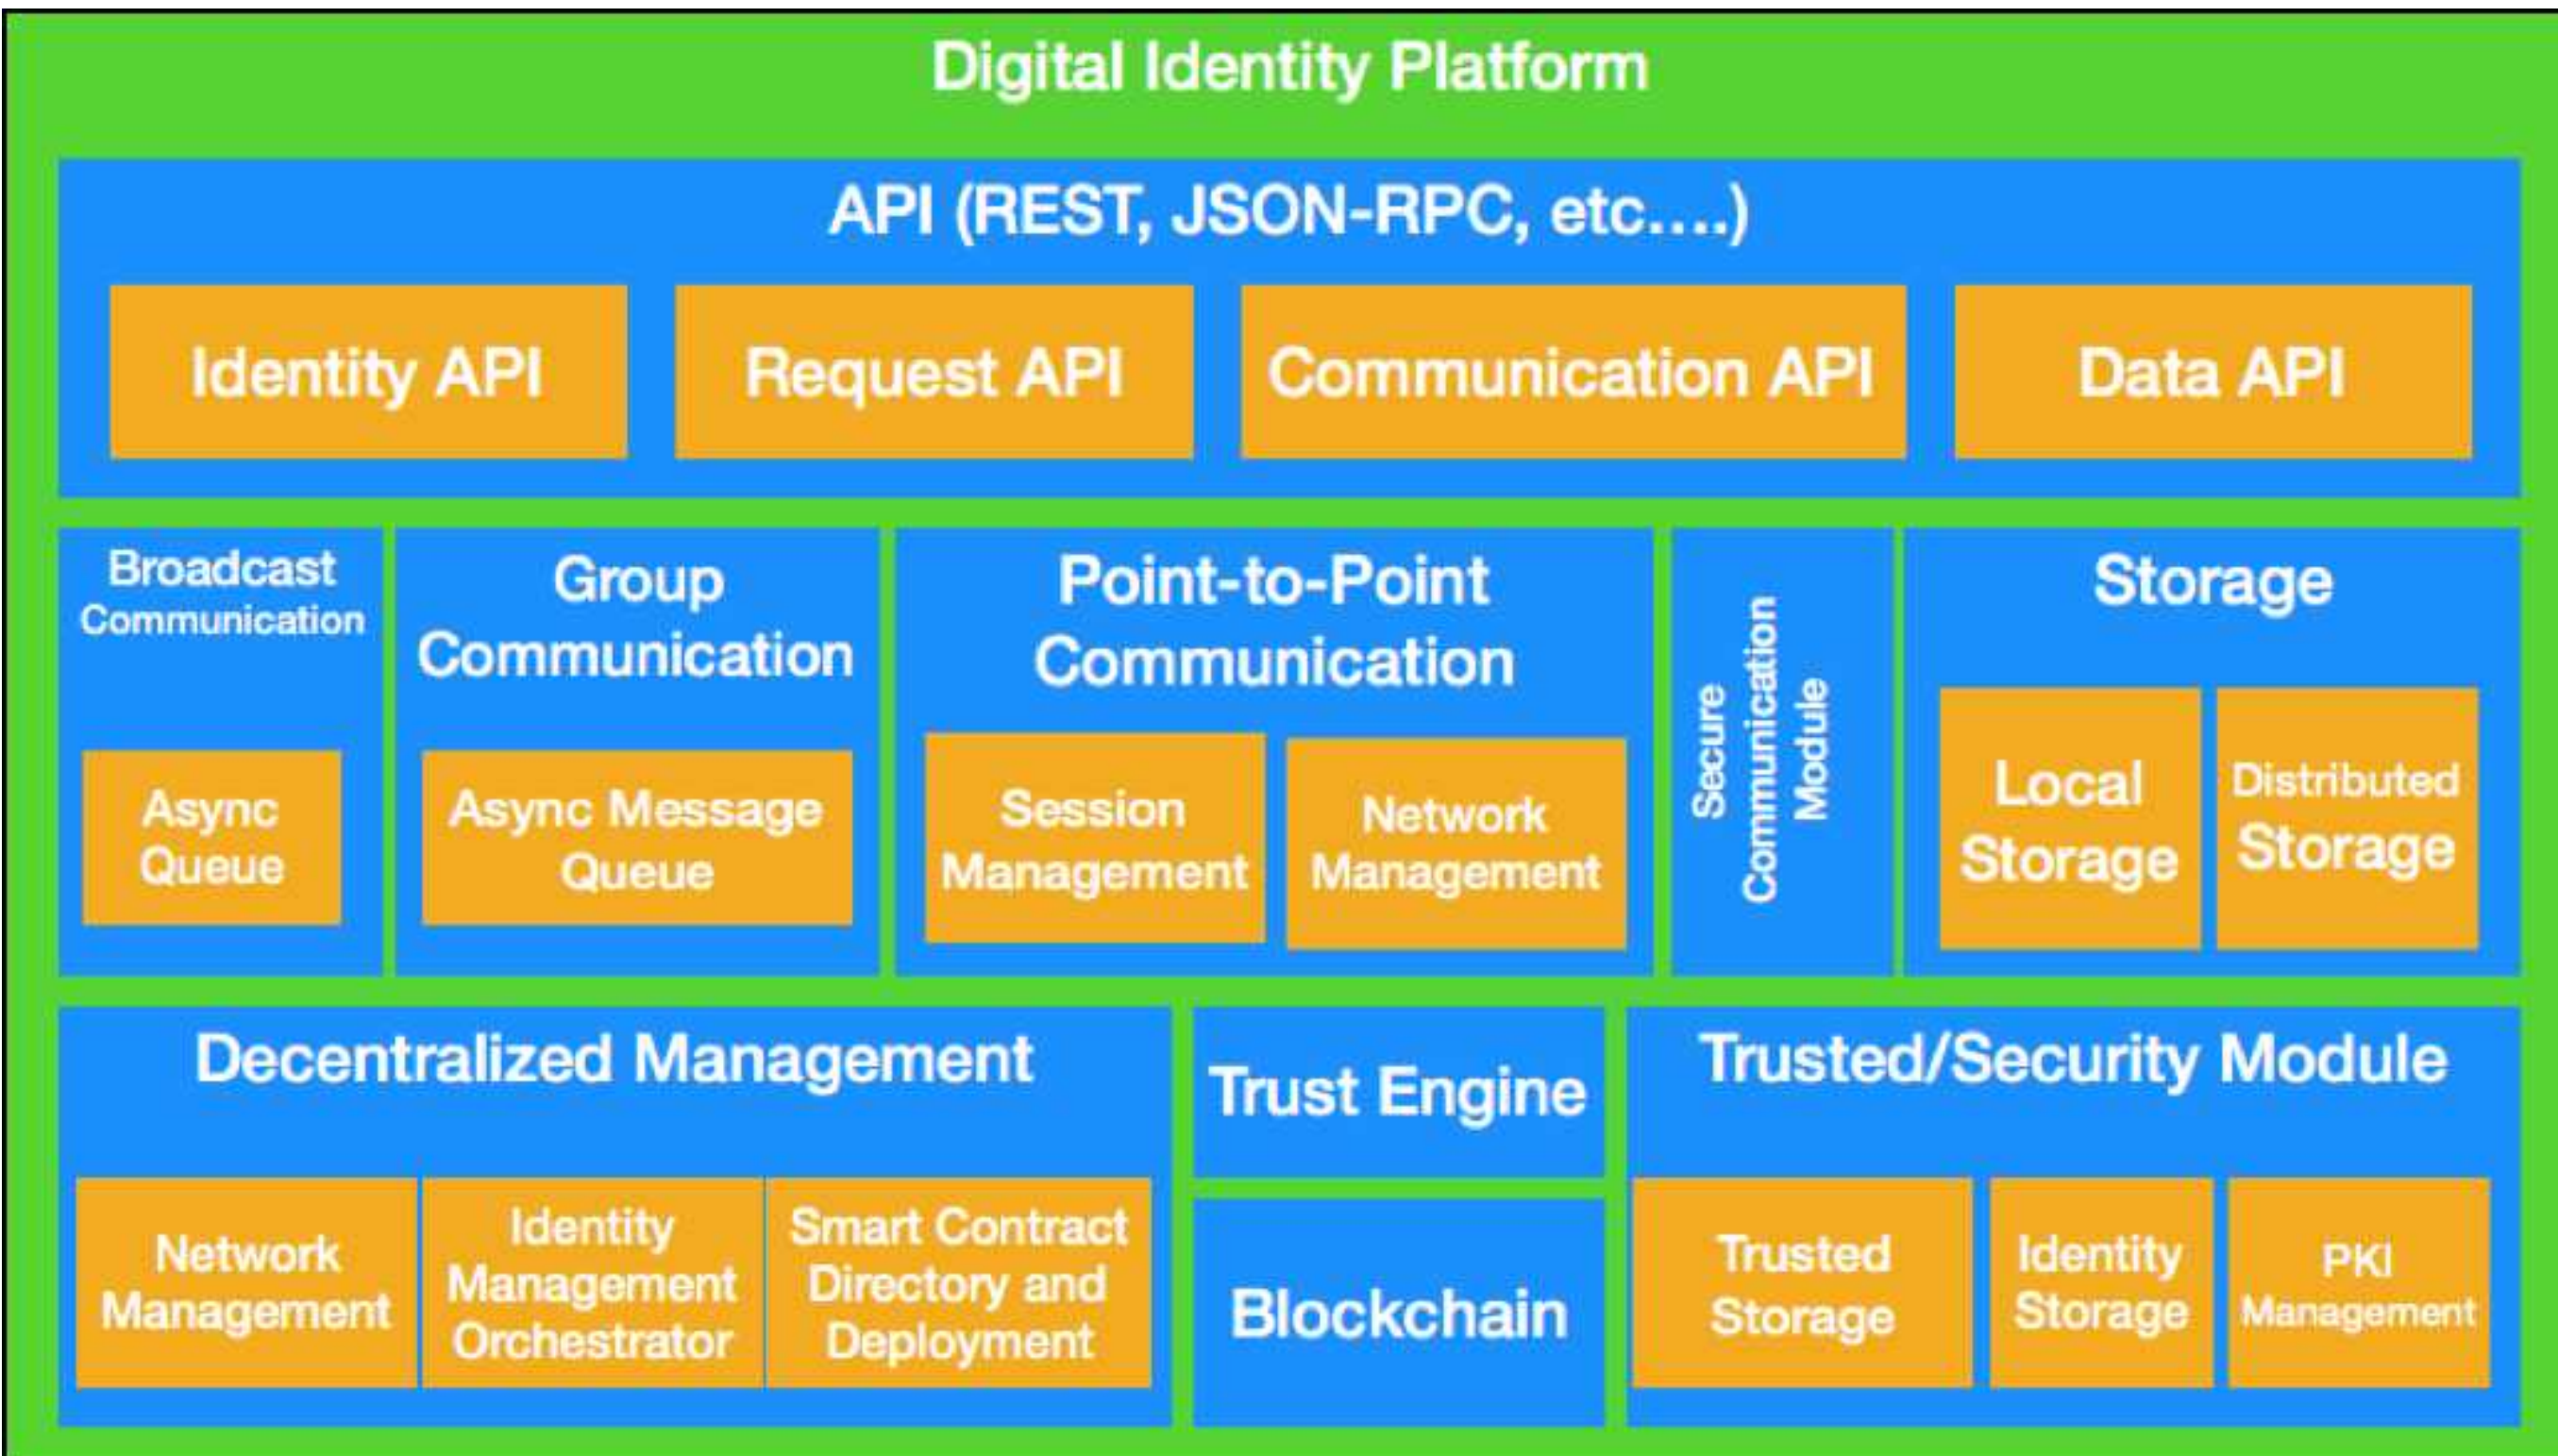 Digital Identity Platform
API (REST, JSON-RPC, etc....)
Identity API
Request API
Communication API
Data API
Broadcast
Communication
Async
Queue
Group
Communication
Async Message
Queue
Point-to-Point
Communication
Session
Management
Network
Management
Secure
Communication
Module
Storage
Local
Storage
Distributed
Storage
Decentralized Management
Network
Management
Identity
Management
Orchestrator
Smart Contract
Directory and
Deployment
Trust Engine
Blockchain
Trusted/Security Module
Trusted
Storage
Identity
Storage
PKI
Management